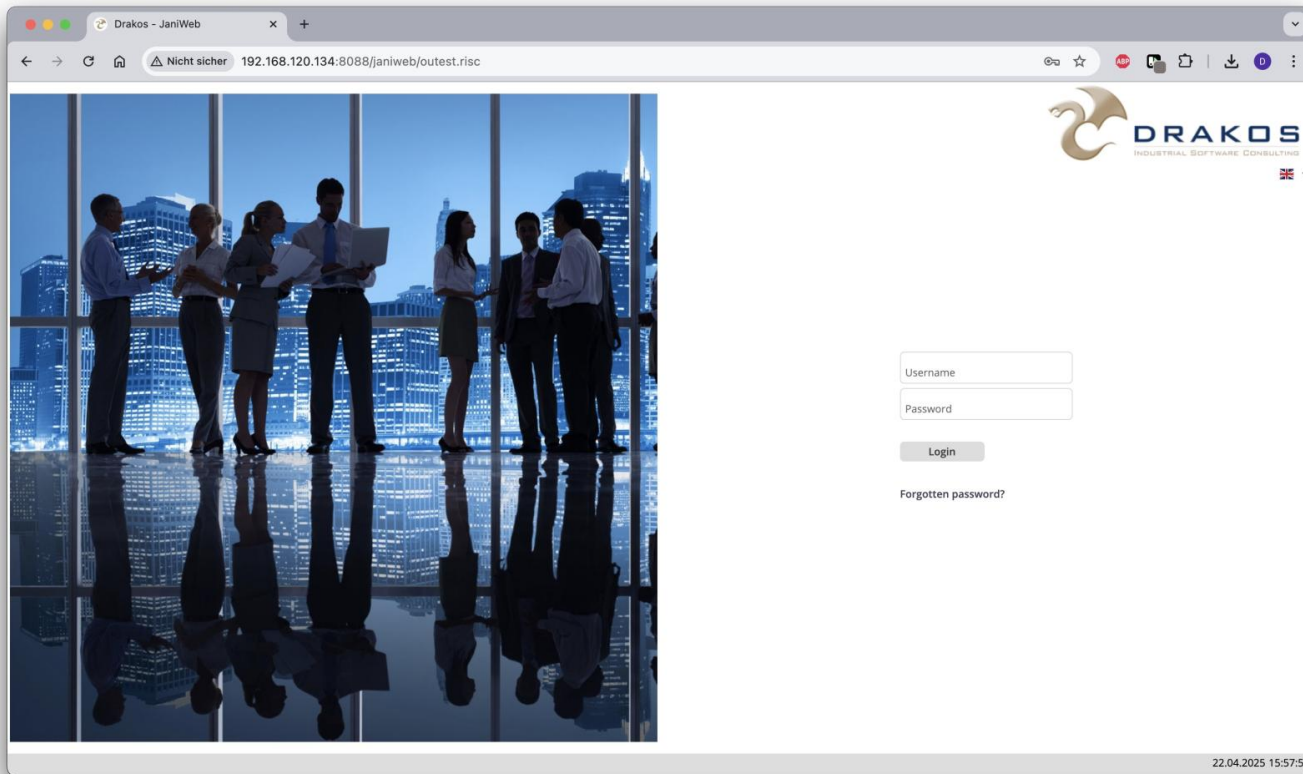 Drakos - JaniWeb
Nicht sicher 192.168.120.134:8088/janiweb/outest.risc
ABP
D
DRAKOS
INDUSTRIAL SOFTWARE CONSULTING
Username
Password
Login
Forgotten password?
22.04.2025 15:57:5